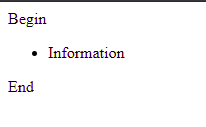 Begin
• Information
End